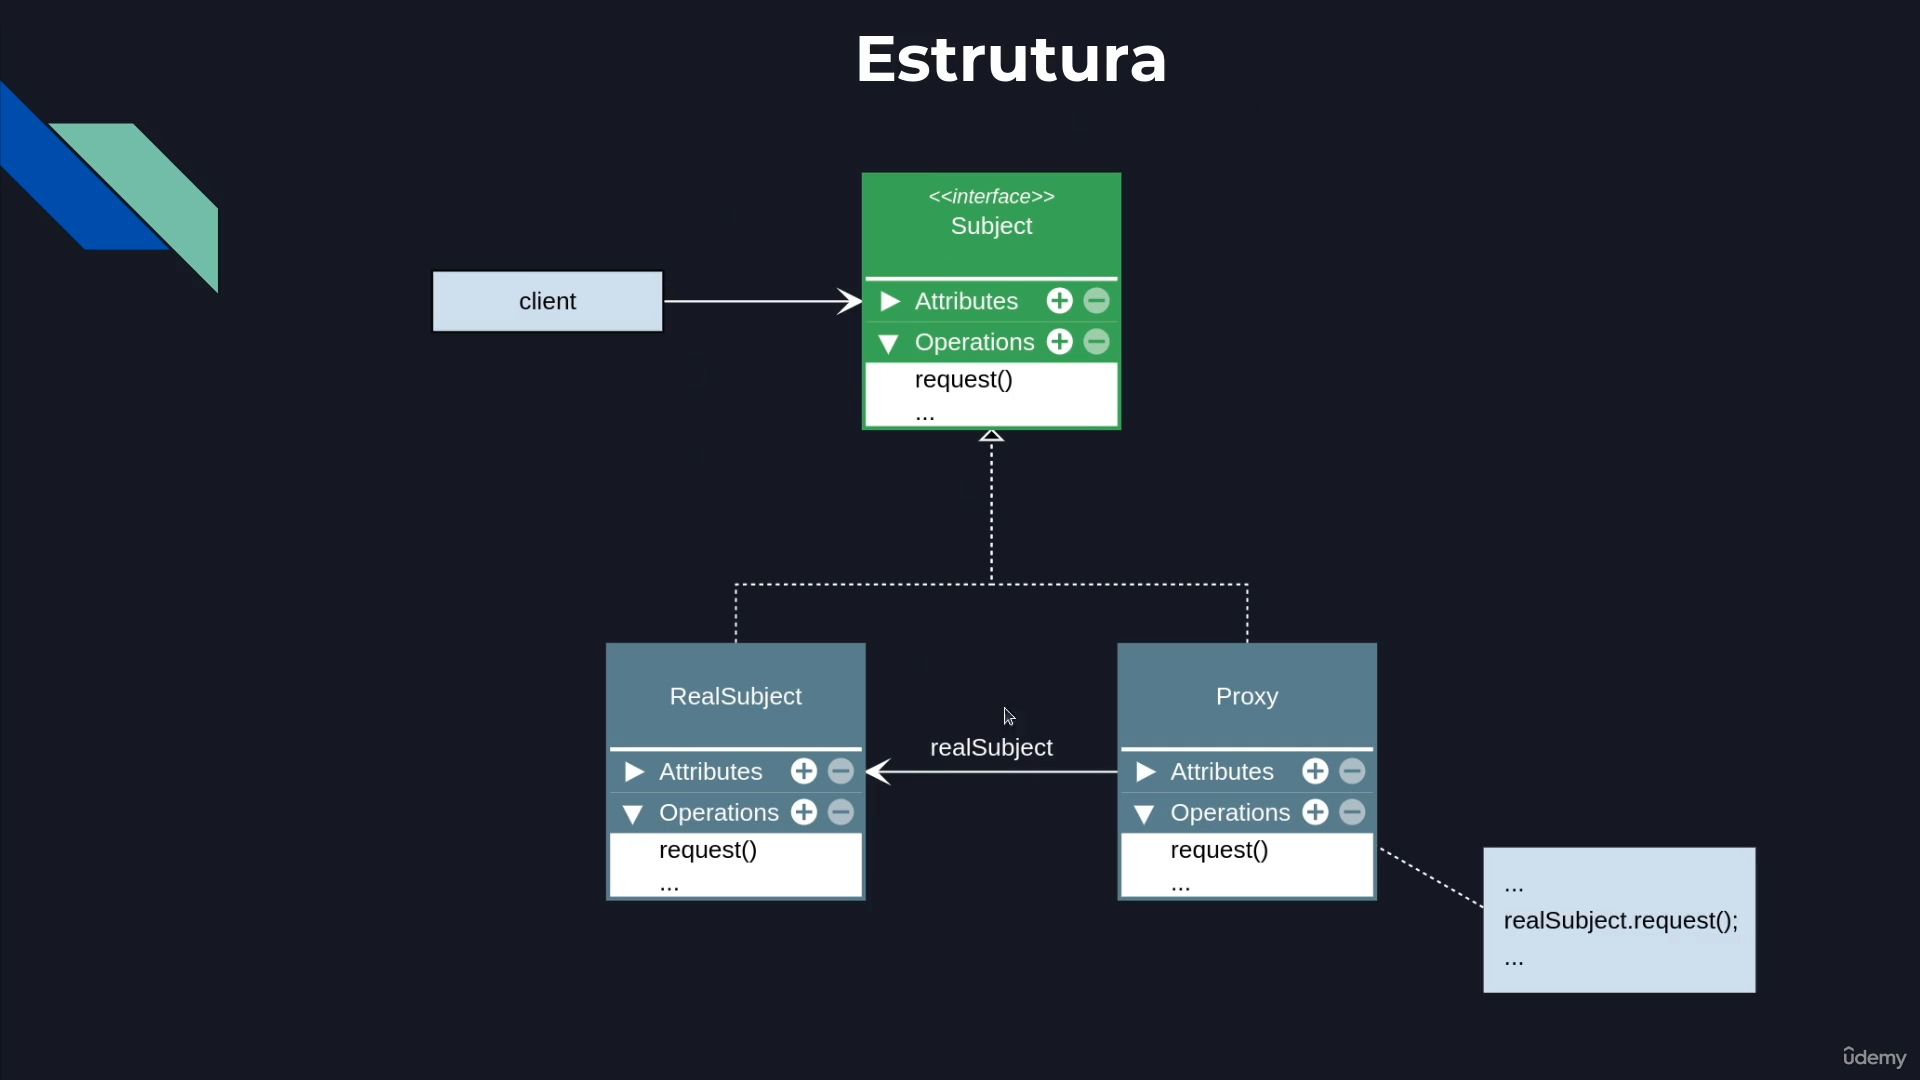 Estrutura
<<interface>>
Subject
client
Attributes
Operations
request()
...
RealSubject
Proxy
realSubject
Attributes
Attributes
Operations
Operations
request()
request()
...
...
...
realSubject.request();
...
ûdemy